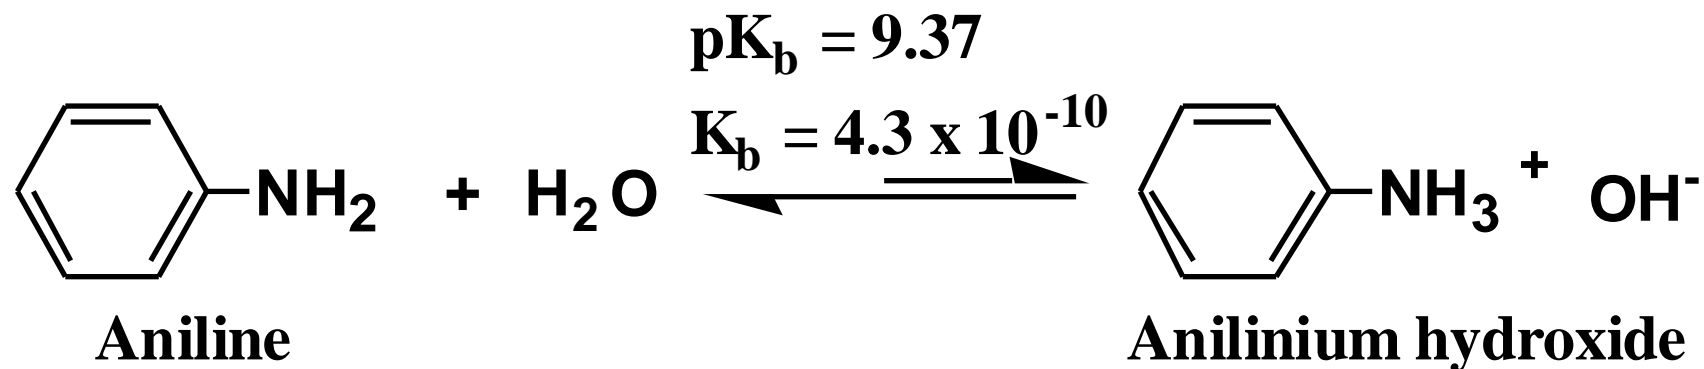 pKb = 9.37
Kb = 4.3 x 10-10
NH2 + H2O NH3+ OH-
Aniline Anilinium hydroxide